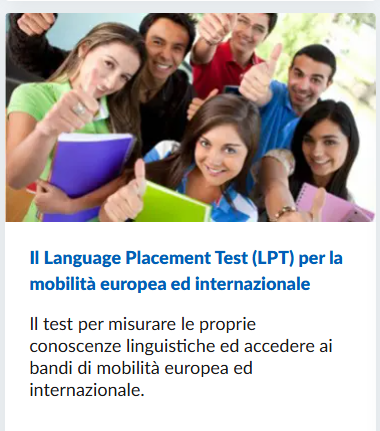 Il Language Placement Test (LPT) per la
mobilità europea ed internazionale
Il test per misurare le proprie
conoscenze linguistiche ed accedere ai
bandi di mobilità europea ed
internazionale.